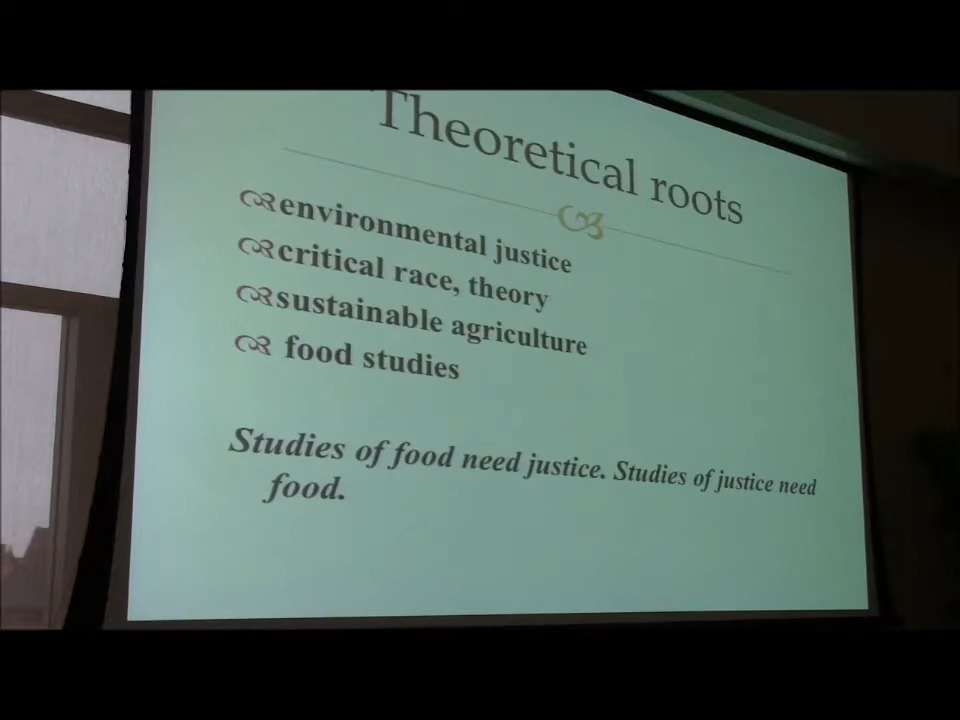 Theoretical roots
environmental justice
critical race, theory
sustainable agriculture
food studies
Studies of food need justice. Studies of justice need
food.